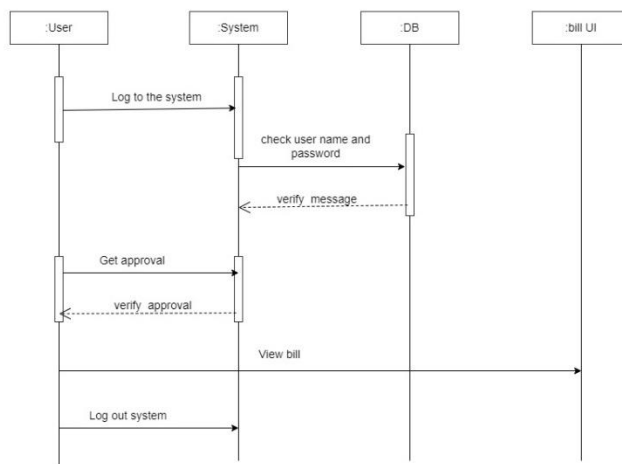 :User
:System
:DB
:bill UI
Log to the system
check user name and
password
verify message
Get approval
verify approval
View bill
Log out system